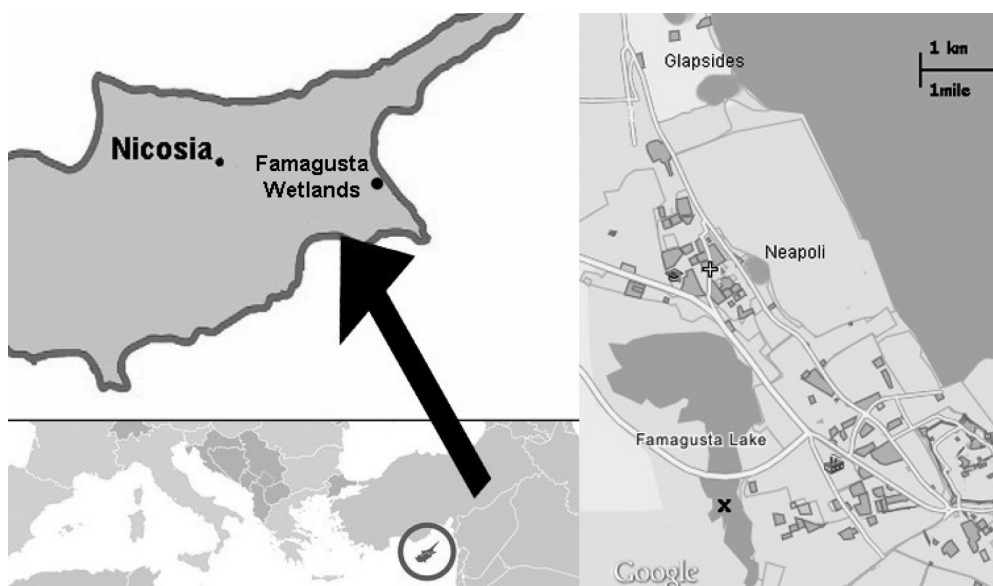 Nicosia
Famagusta
Wetlands
Glapsides
1 km
1mile
Neapoli
Famagusta Lake
x
Google